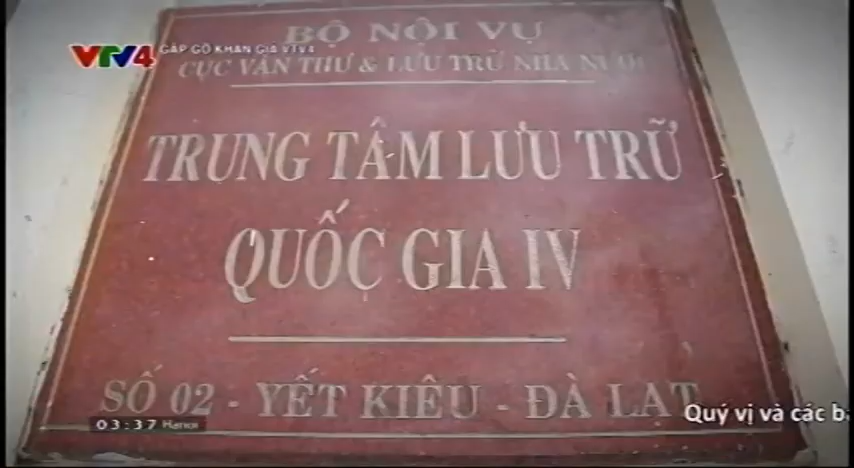 BỘ NỘI VỤ
VTV4 GẶP GỠ KHÁN GIẢ VTV4
CỤC VĂN THƯ & LƯU TRỮ NHÀ NƯỚC
TRUNG TÂM LƯU TRỮ
QUỐC GIA IV
SỐ 02 - YẾT KIÊU - ĐÀ LẠT
03:37 Hanoi
Quý vị và các b